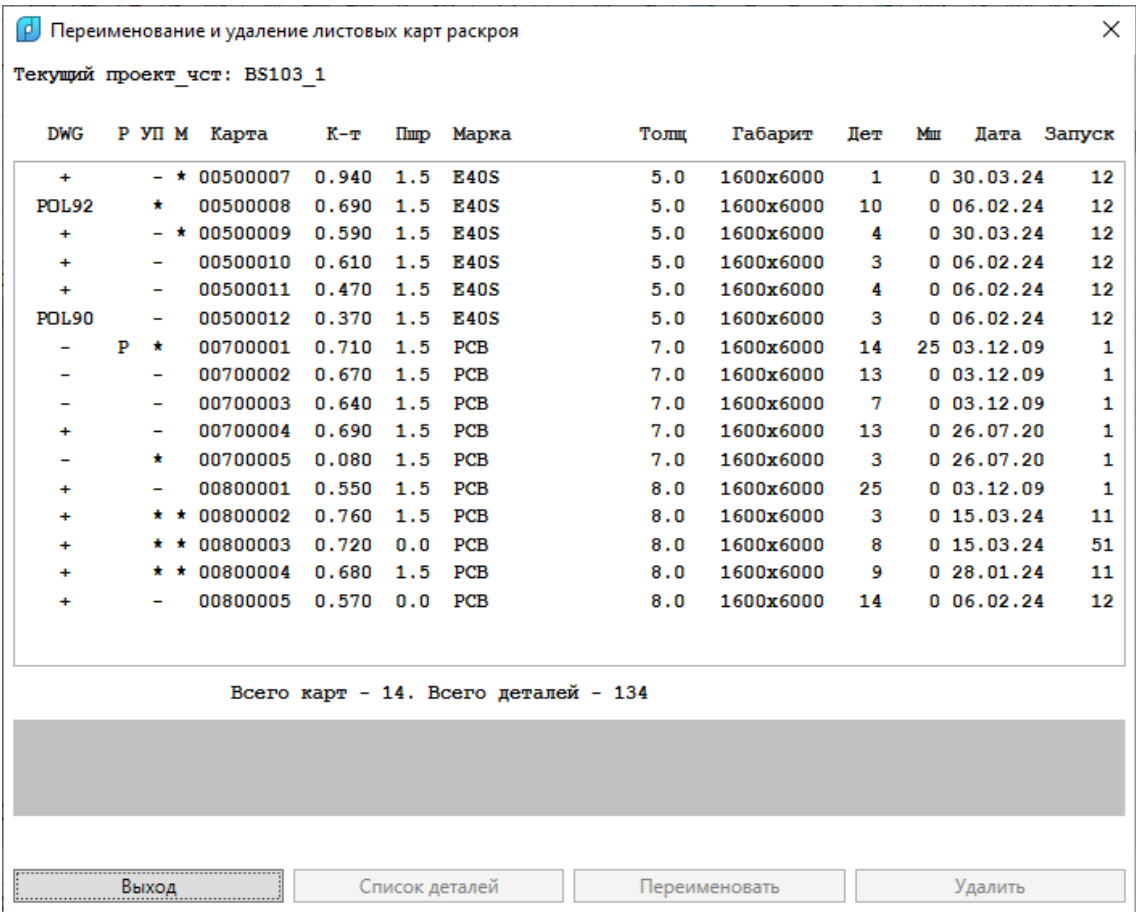 Переименование и удаление листовых карт раскроя
Текущий проект_чст: BS103_1
DWG Р УП М Карта К-т Пшр Марка Толщ Габарит Дет Мш Дата Запуск
+ - * 00500007 0.940 1.5 E40S 5.0 1600x6000 1 0 30.03.24 12
POL92 * 00500008 0.690 1.5 E40S 5.0 1600x6000 10 0 06.02.24 12
+ - * 00500009 0.590 1.5 E40S 5.0 1600x6000 4 0 30.03.24 12
+ - 00500010 0.610 1.5 E40S 5.0 1600x6000 3 0 06.02.24 12
+ - 00500011 0.470 1.5 E40S 5.0 1600x6000 4 0 06.02.24 12
POL90 - 00500012 0.370 1.5 E40S 5.0 1600x6000 3 0 06.02.24 12
- Р * 00700001 0.710 1.5 РСВ 7.0 1600x6000 14 25 03.12.09 1
- - 00700002 0.670 1.5 РСВ 7.0 1600x6000 13 0 03.12.09 1
- - 00700003 0.640 1.5 РСВ 7.0 1600x6000 7 0 03.12.09 1
+ - 00700004 0.690 1.5 РСВ 7.0 1600x6000 13 0 26.07.20 1
- * 00700005 0.080 1.5 РСВ 7.0 1600x6000 3 0 26.07.20 1
+ - 00800001 0.550 1.5 РСВ 8.0 1600x6000 25 0 03.12.09 1
+ * * 00800002 0.760 1.5 РСВ 8.0 1600x6000 3 0 15.03.24 11
+ * * 00800003 0.720 0.0 РСВ 8.0 1600x6000 8 0 15.03.24 51
+ * * 00800004 0.680 1.5 РСВ 8.0 1600x6000 9 0 28.01.24 11
+ - 00800005 0.570 0.0 РСВ 8.0 1600x6000 14 0 06.02.24 12
Всего карт - 14. Всего деталей - 134
Выход Список деталей Переименовать Удалить